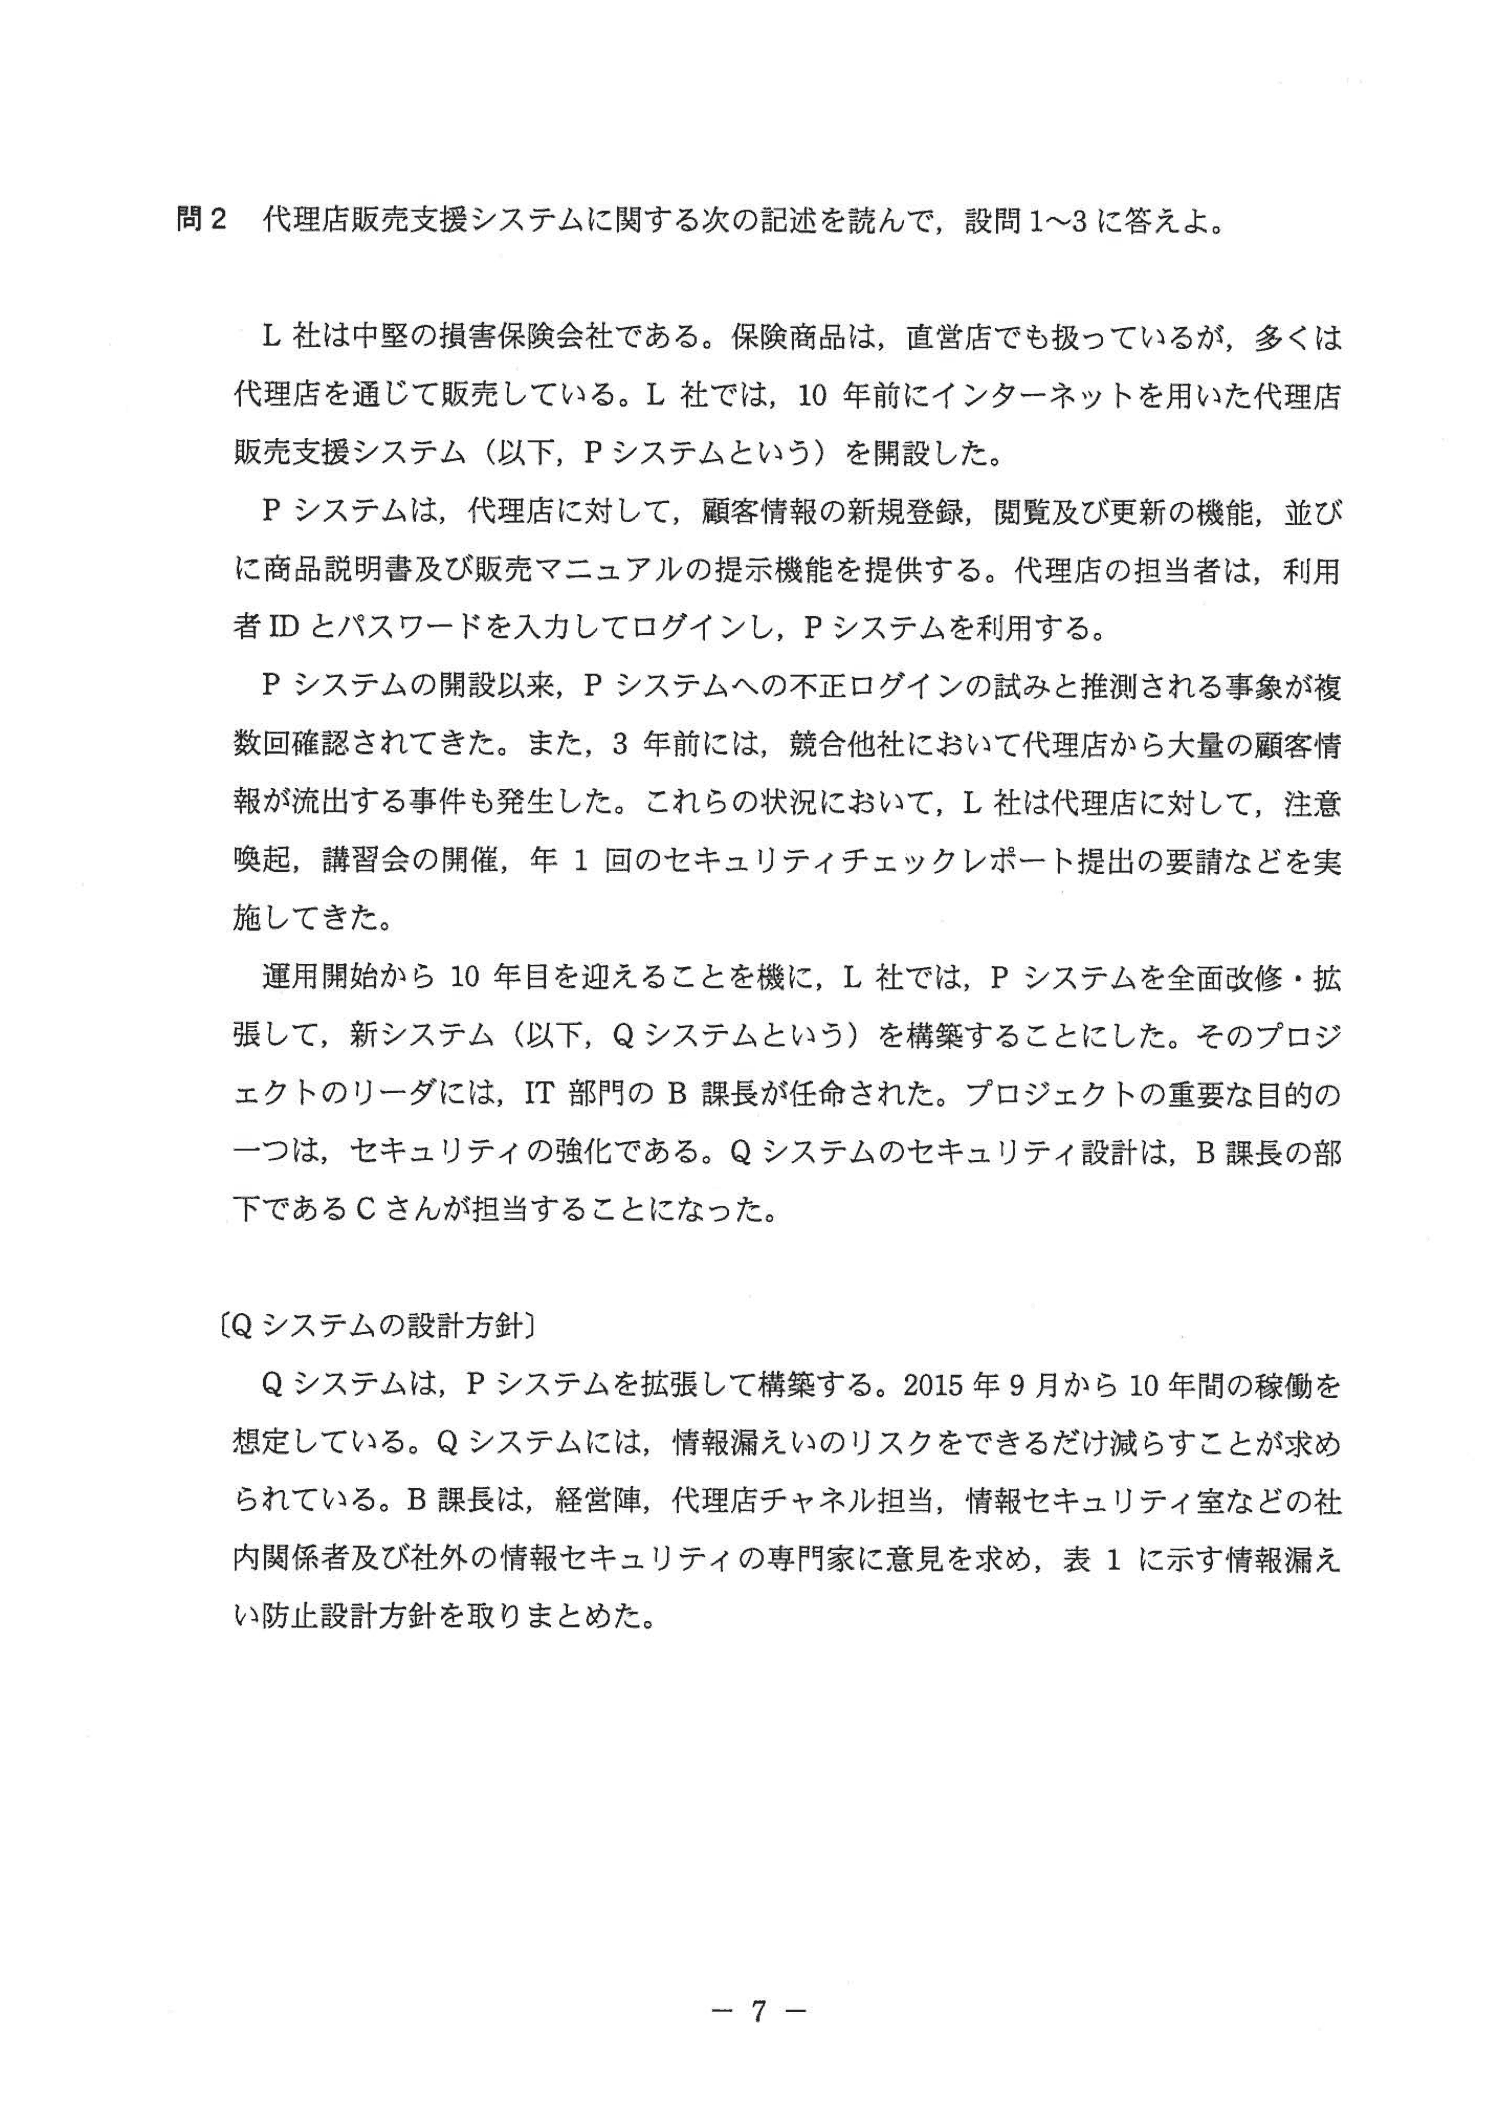 問2 代理店販売支援システムに関する次の記述を読んで，設問1～3に答えよ。
L 社は中堅の損害保険会社である。保険商品は，直営店でも扱っているが，多くは
代理店を通じて販売している。L 社では，10 年前にインターネットを用いた代理店
販売支援システム（以下，P システムという）を開設した。
P システムは，代理店に対して，顧客情報の新規登録，閲覧及び更新の機能，並び
に商品説明書及び販売マニュアルの提示機能を提供する。代理店の担当者は，利用
者 ID とパスワードを入力してログインし，P システムを利用する。
P システムの開設以来，P システムへの不正ログインの試みと推測される事象が複
数回確認されてきた。また，3 年前には，競合他社において代理店から大量の顧客情
報が流出する事件も発生した。これらの状況において，L 社は代理店に対して，注意
喚起，講習会の開催，年 1 回のセキュリティチェックレポート提出の要請などを実
施してきた。
運用開始から 10 年目を迎えることを機に，L 社では，P システムを全面改修・拡
張して，新システム（以下，Q システムという）を構築することにした。そのプロジ
ェクトのリーダには，IT 部門の B 課長が任命された。プロジェクトの重要な目的の
一つは，セキュリティの強化である。Q システムのセキュリティ設計は，B 課長の部
下である C さんが担当することになった。
〔Q システムの設計方針〕
Q システムは，P システムを拡張して構築する。2015 年 9 月から 10 年間の稼働を
想定している。Q システムには，情報漏えいのリスクをできるだけ減らすことが求め
られている。B 課長は，経営陣，代理店チャネル担当，情報セキュリティ室などの社
内関係者及び社外の情報セキュリティの専門家に意見を求め，表 1 に示す情報漏え
い防止設計方針を取りまとめた。
－ 7 －